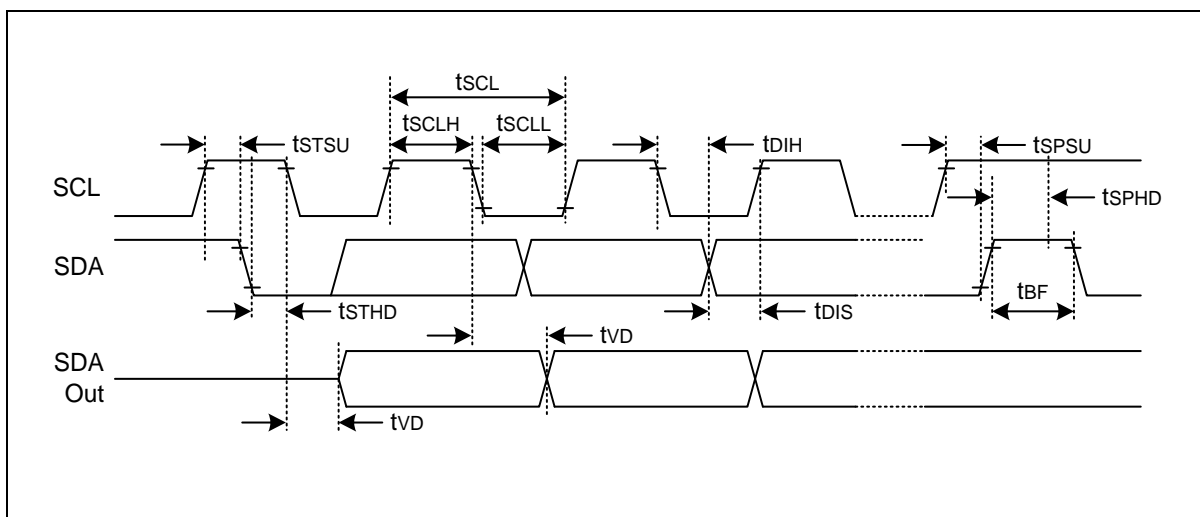 tSCL
tSCLH
tSCLL
tSTSU
tDIH
tSPSU
SCL
tSPHD
SDA
tSTHD
tDIS
tBF
tVD
SDA
Out
tVD